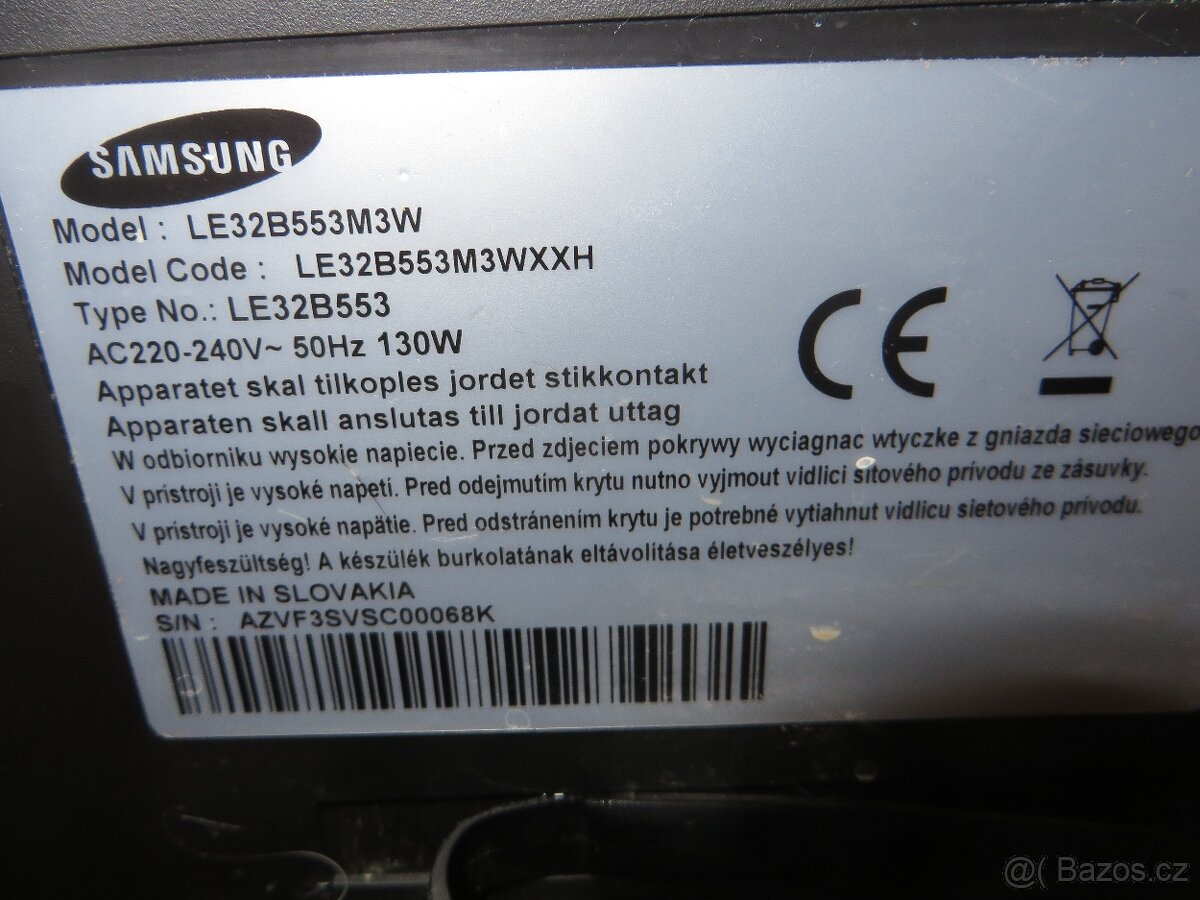 SAMSUNG
Model : LE32B553M3W
Model Code : LE32B553M3WXXH
Type No.: LE32B553
AC220-240V~ 50Hz 130W
Apparatet skal tilkoples jordet stikkontakt
Apparaten skall anslutas till jordat uttag
W odbiorniku wysokie napiecie. Przed zdjeciem pokrywy wyciagnac wtyczke z gniazda sieciowego
V prístroji je vysoké napetí. Pred odejmutím krytu nutno vyjmout vidlici sítového prívodu ze zásuvky.
V prístroji je vysoké napätie. Pred odstránením krytu je potrebné vytiahnut vidlicu sietového prívodu.
Nagyfeszültség! A készülék burkolatának eltávolítása életveszélyes!
MADE IN SLOVAKIA
S/N : AZVF3SVSC00068K
CE
@( Bazos.cz